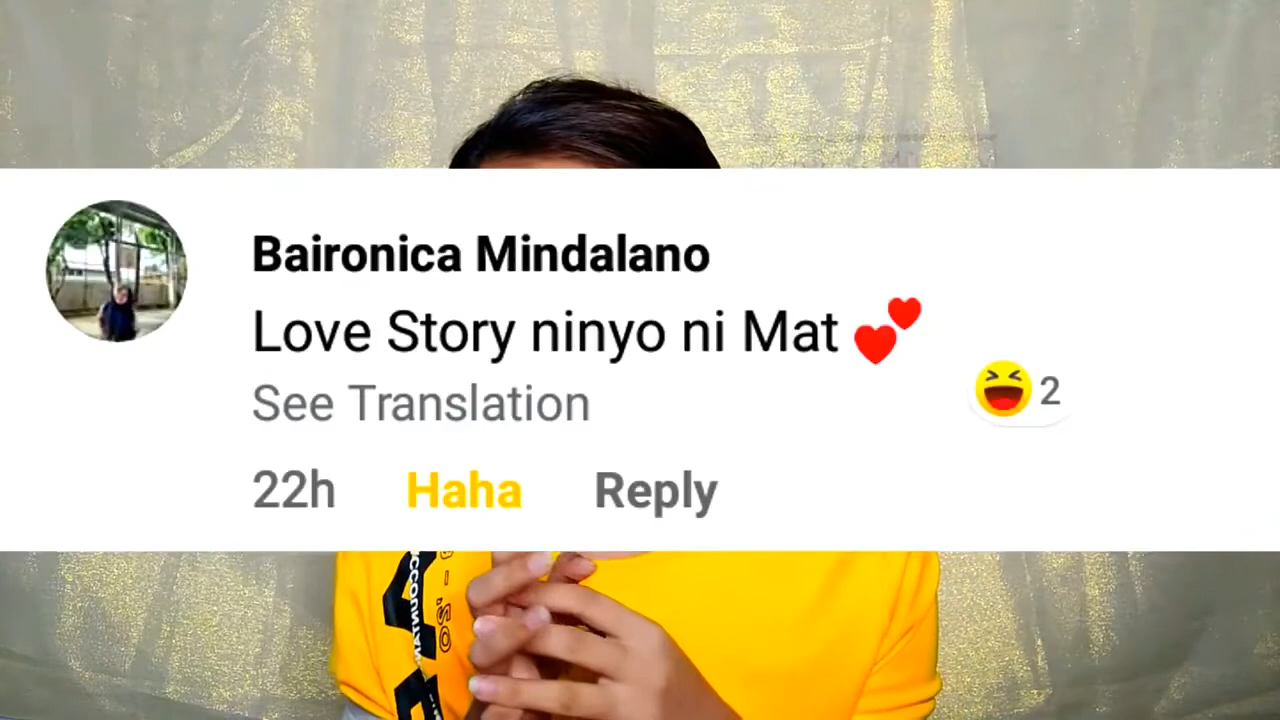 Baironica Mindalano
Love Story ninyo ni Mat 💕
See Translation
2
22h Haha Reply